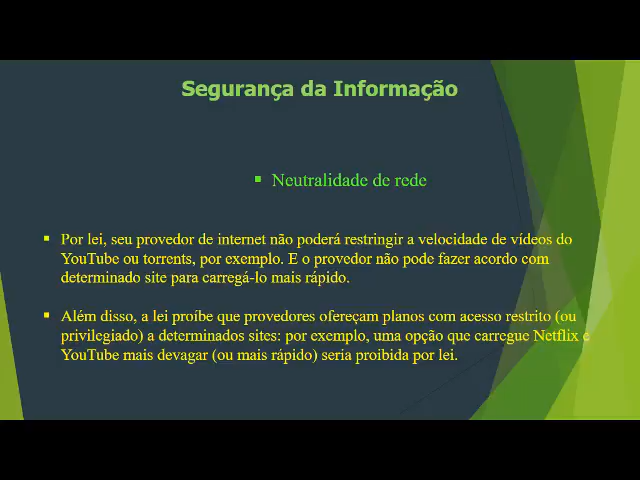 Segurança da Informação
▪ Neutralidade de rede
▪ Por lei, seu provedor de internet não poderá restringir a velocidade de vídeos do
YouTube ou torrents, por exemplo. E o provedor não pode fazer acordo com
determinado site para carregá-lo mais rápido.
▪ Além disso, a lei proíbe que provedores ofereçam planos com acesso restrito (ou
privilegiado) a determinados sites: por exemplo, uma opção que carregue Netflix e
YouTube mais devagar (ou mais rápido) seria proibida por lei.